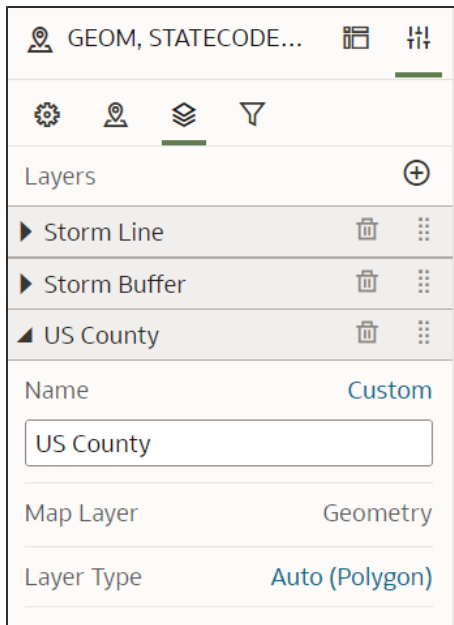 GEOM, STATECODE...
Layers
Storm Line
Storm Buffer
US County
Name Custom
US County
Map Layer Geometry
Layer Type Auto (Polygon)